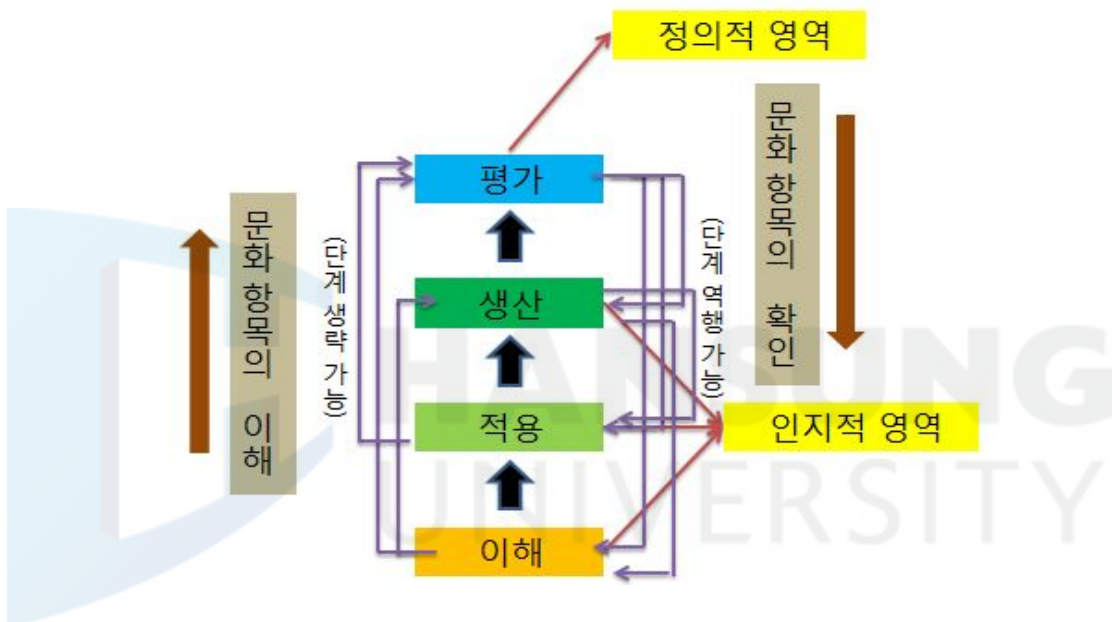 정의적 영역
평가
생산
적용
이해
인지적 영역
문화항목의 이해
(단계 생략 가능)
(단계 역행 가능)
문화항목의 확인
HANSUNG
UNIVERSITY